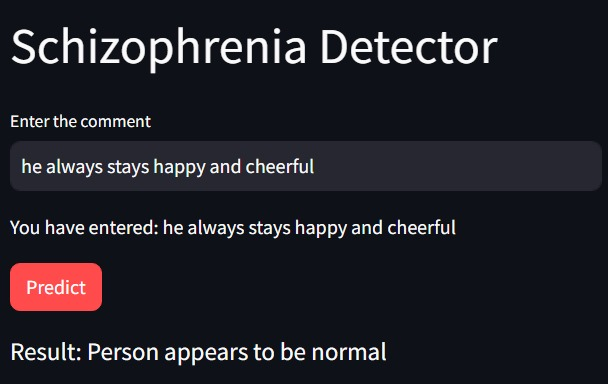 Schizophrenia Detector
Enter the comment
he always stays happy and cheerful
You have entered: he always stays happy and cheerful
Predict
Result: Person appears to be normal